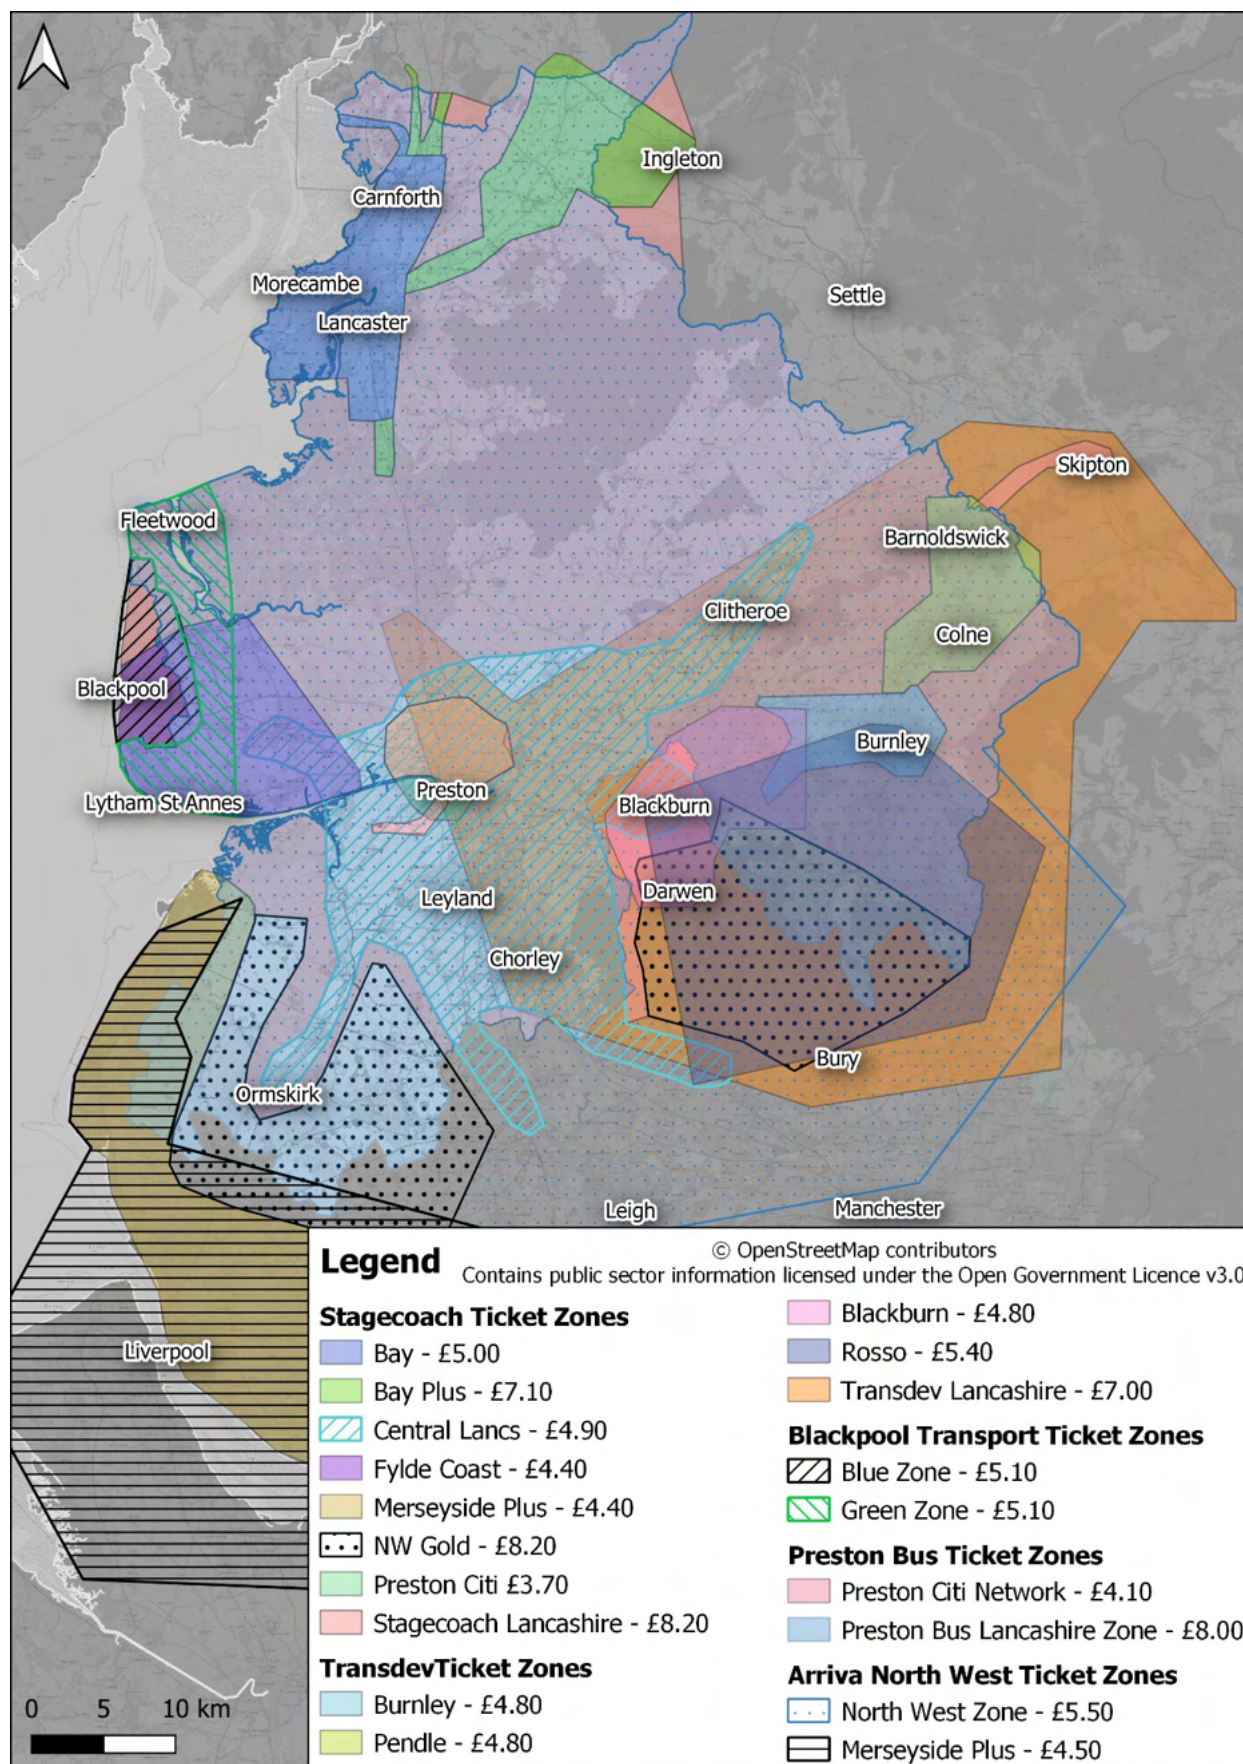 Ingleton
Carnforth
Morecambe
Settle
Lancaster
Skipton
Fleetwood
Barnoldswick
Clitheroe
Colne
Blackpool
Burnley
Preston
Lytham St Annes
Blackburn
Darwen
Leyland
Chorley
Bury
Ormskirk
Leigh
Manchester
Liverpool
0 5 10 km
Legend
© OpenStreetMap contributors
Contains public sector information licensed under the Open Government Licence v3.0
Stagecoach Ticket Zones
Bay - £5.00
Bay Plus - £7.10
Central Lancs - £4.90
Fylde Coast - £4.40
Merseyside Plus - £4.40
NW Gold - £8.20
Preston Citi £3.70
Stagecoach Lancashire - £8.20
TransdevTicket Zones
Burnley - £4.80
Pendle - £4.80
Blackburn - £4.80
Rosso - £5.40
Transdev Lancashire - £7.00
Blackpool Transport Ticket Zones
Blue Zone - £5.10
Green Zone - £5.10
Preston Bus Ticket Zones
Preston Citi Network - £4.10
Preston Bus Lancashire Zone - £8.00
Arriva North West Ticket Zones
North West Zone - £5.50
Merseyside Plus - £4.50